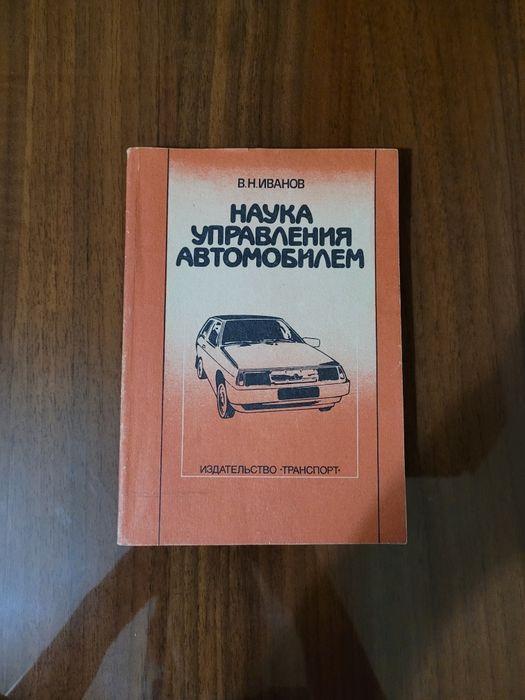 В.Н.ИВАНОВ
НАУКА
УПРАВЛЕНИЯ
АВТОМОБИЛЕМ
ИЗДАТЕЛЬСТВО «ТРАНСПОРТ»